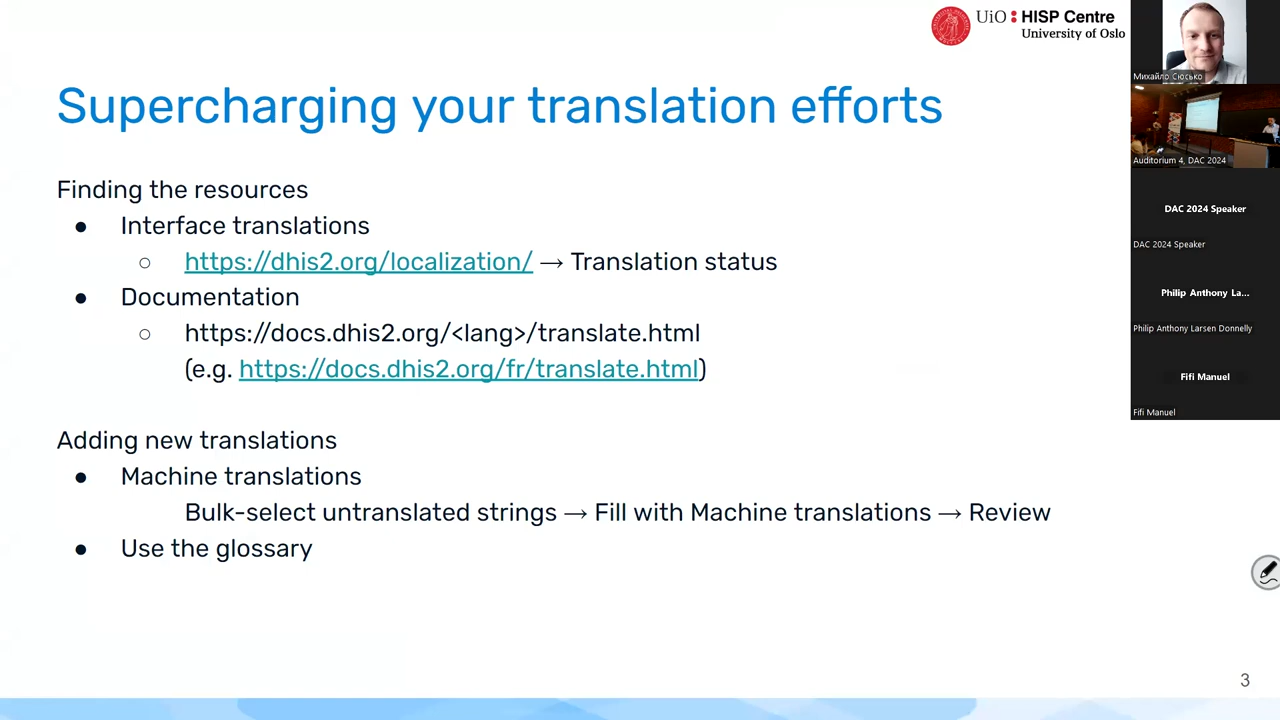 UiO : HISP Centre
University of Oslo
Supercharging your translation efforts
Finding the resources
● Interface translations
○ https://dhis2.org/localization/ → Translation status
● Documentation
○ https://docs.dhis2.org/<lang>/translate.html
(e.g. https://docs.dhis2.org/fr/translate.html)
Adding new translations
● Machine translations
Bulk-select untranslated strings → Fill with Machine translations → Review
● Use the glossary
3
Михайло Сюсько
Auditorium 4, DAC 2024
DAC 2024 Speaker
DAC 2024 Speaker
Philip Anthony La...
Philip Anthony Larsen Donnelly
Fifi Manuel
Fifi Manuel